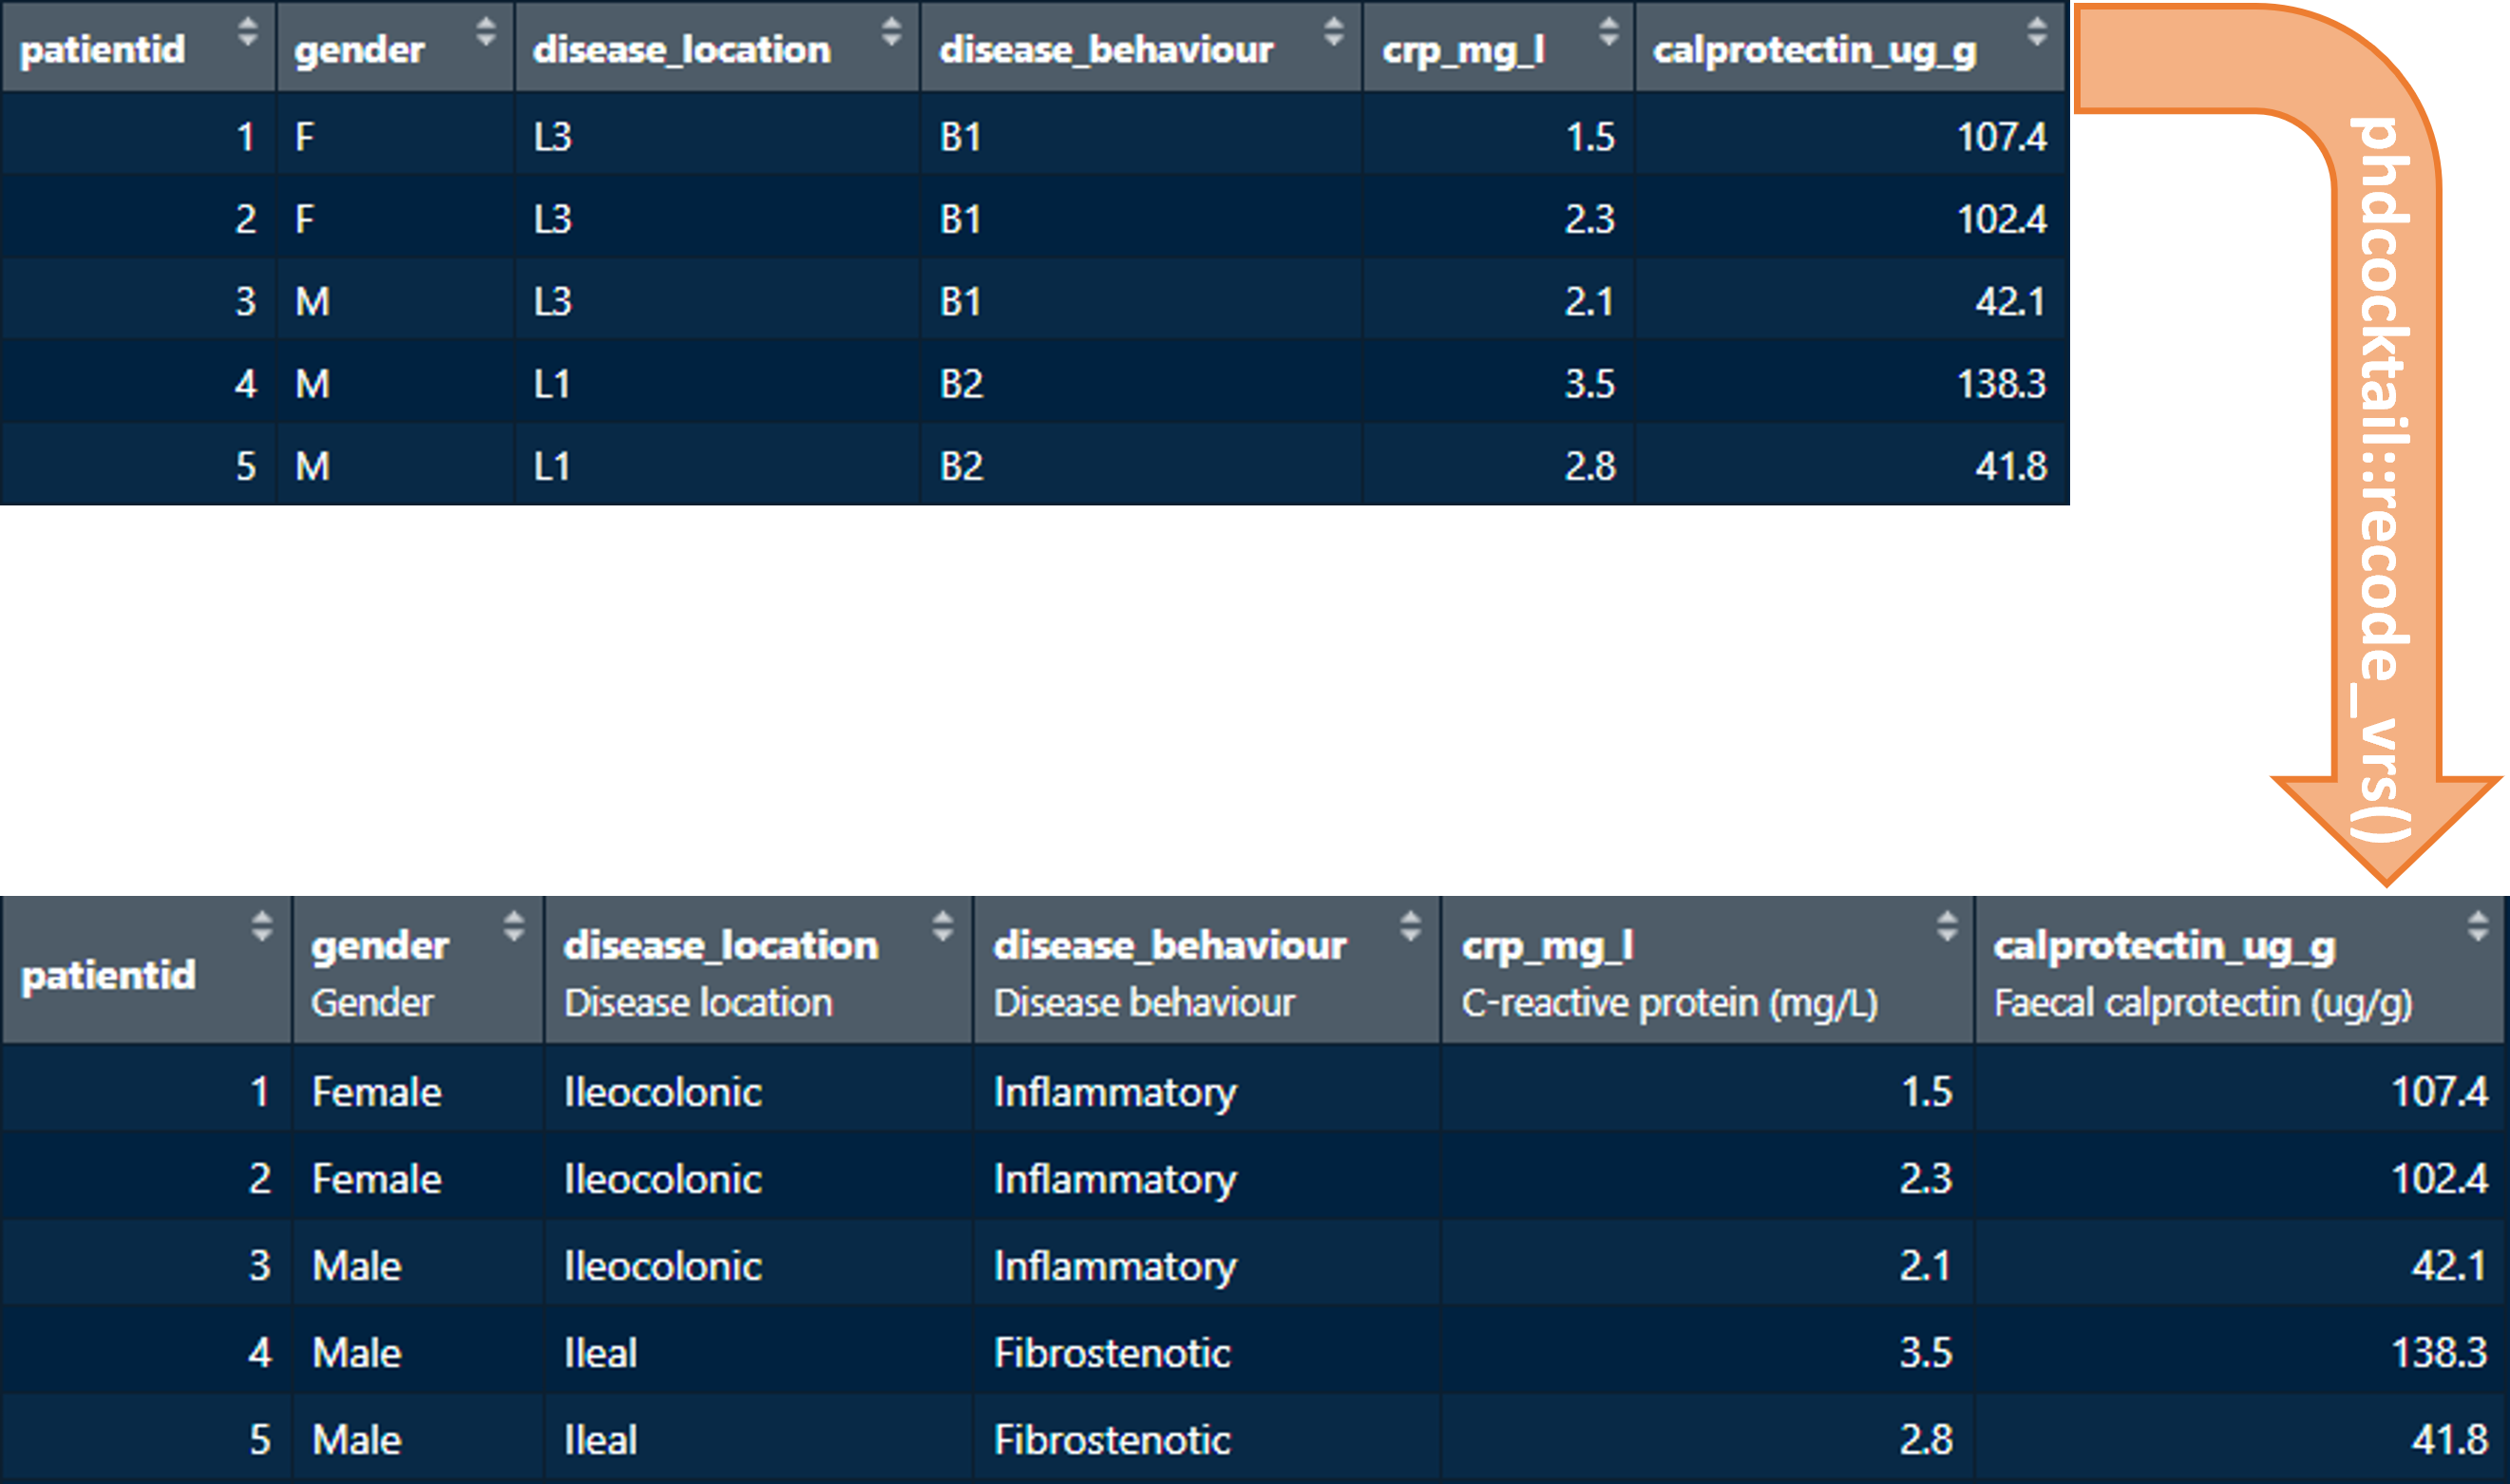 patientid gender disease_location disease_behaviour crp_mg_l calprotectin_ug_g
1 F L3 B1 1.5 107.4
2 F L3 B1 2.3 102.4
3 M L3 B1 2.1 42.1
4 M L1 B2 3.5 138.3
5 M L1 B2 2.8 41.8
phdcocktail::recode_vrs()
patientid gender disease_location disease_behaviour crp_mg_l calprotectin_ug_g
Gender Disease location Disease behaviour C-reactive protein (mg/L) Faecal calprotectin (ug/g)
1 Female Ileocolonic Inflammatory 1.5 107.4
2 Female Ileocolonic Inflammatory 2.3 102.4
3 Male Ileocolonic Inflammatory 2.1 42.1
4 Male Ileal Fibrostenotic 3.5 138.3
5 Male Ileal Fibrostenotic 2.8 41.8